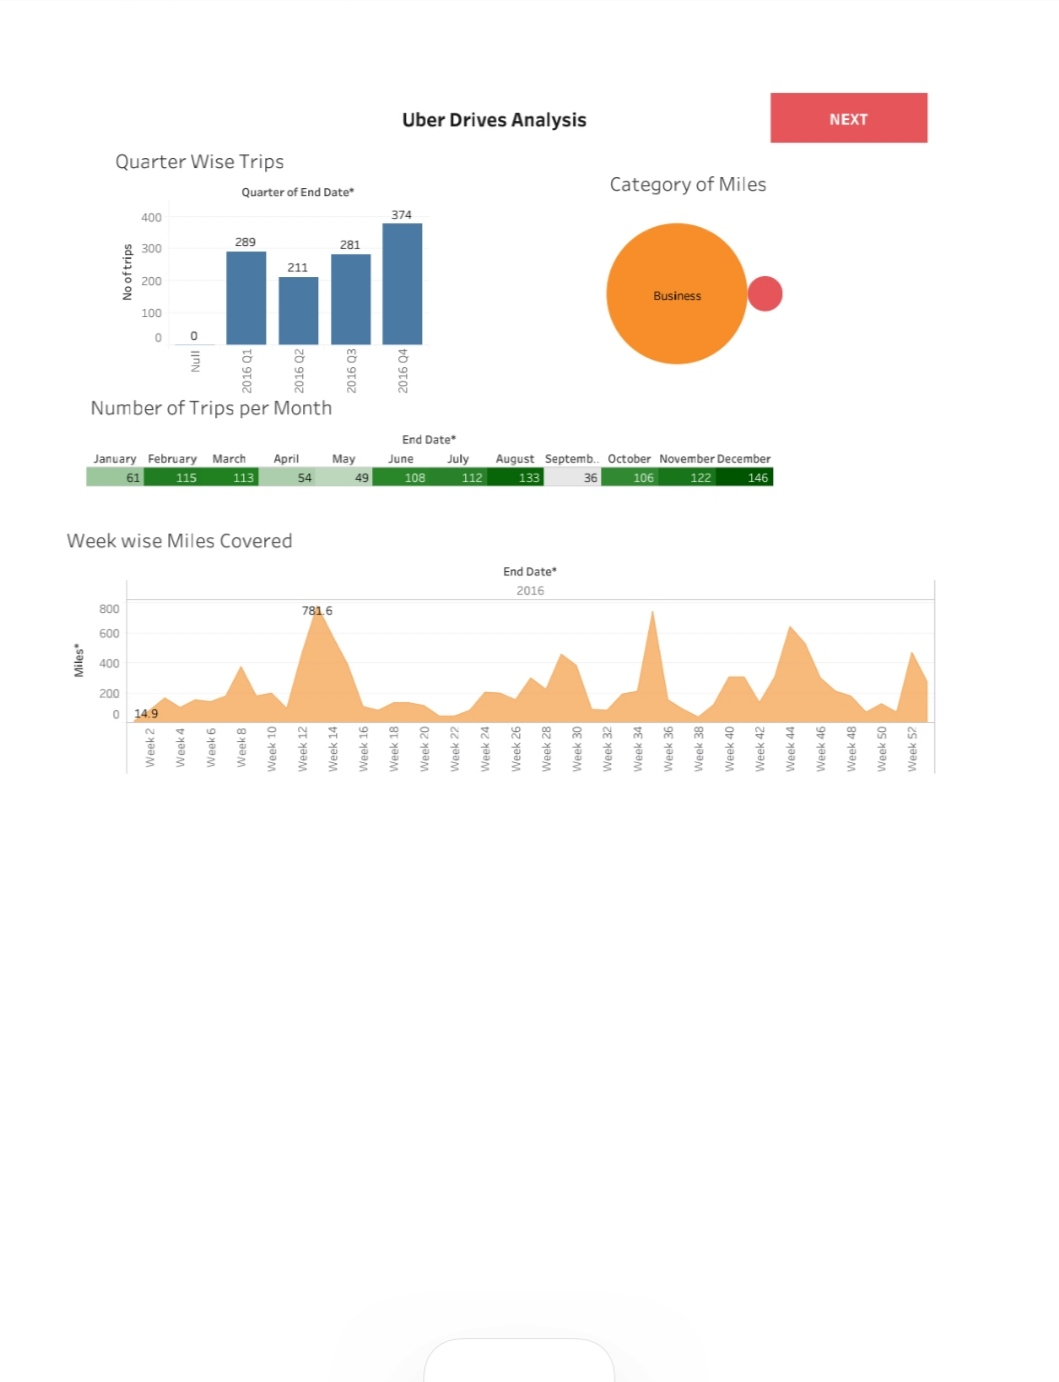 Uber Drives Analysis
NEXT
Quarter Wise Trips
Category of Miles
Quarter of End Date*
No of trips
400
300
200
100
0
0
289
211
281
374
Null
2016 Q1
2016 Q2
2016 Q3
2016 Q4
Business
Number of Trips per Month
End Date*
January February March April May June July August Septemb.. October November December
61 115 113 54 49 108 112 133 36 106 122 146
Week wise Miles Covered
End Date*
2016
Miles*
800
600
400
200
0
781.6
14.9
Week 2
Week 4
Week 6
Week 8
Week 10
Week 12
Week 14
Week 16
Week 18
Week 20
Week 22
Week 24
Week 26
Week 28
Week 30
Week 32
Week 34
Week 36
Week 38
Week 40
Week 42
Week 44
Week 46
Week 48
Week 50
Week 52